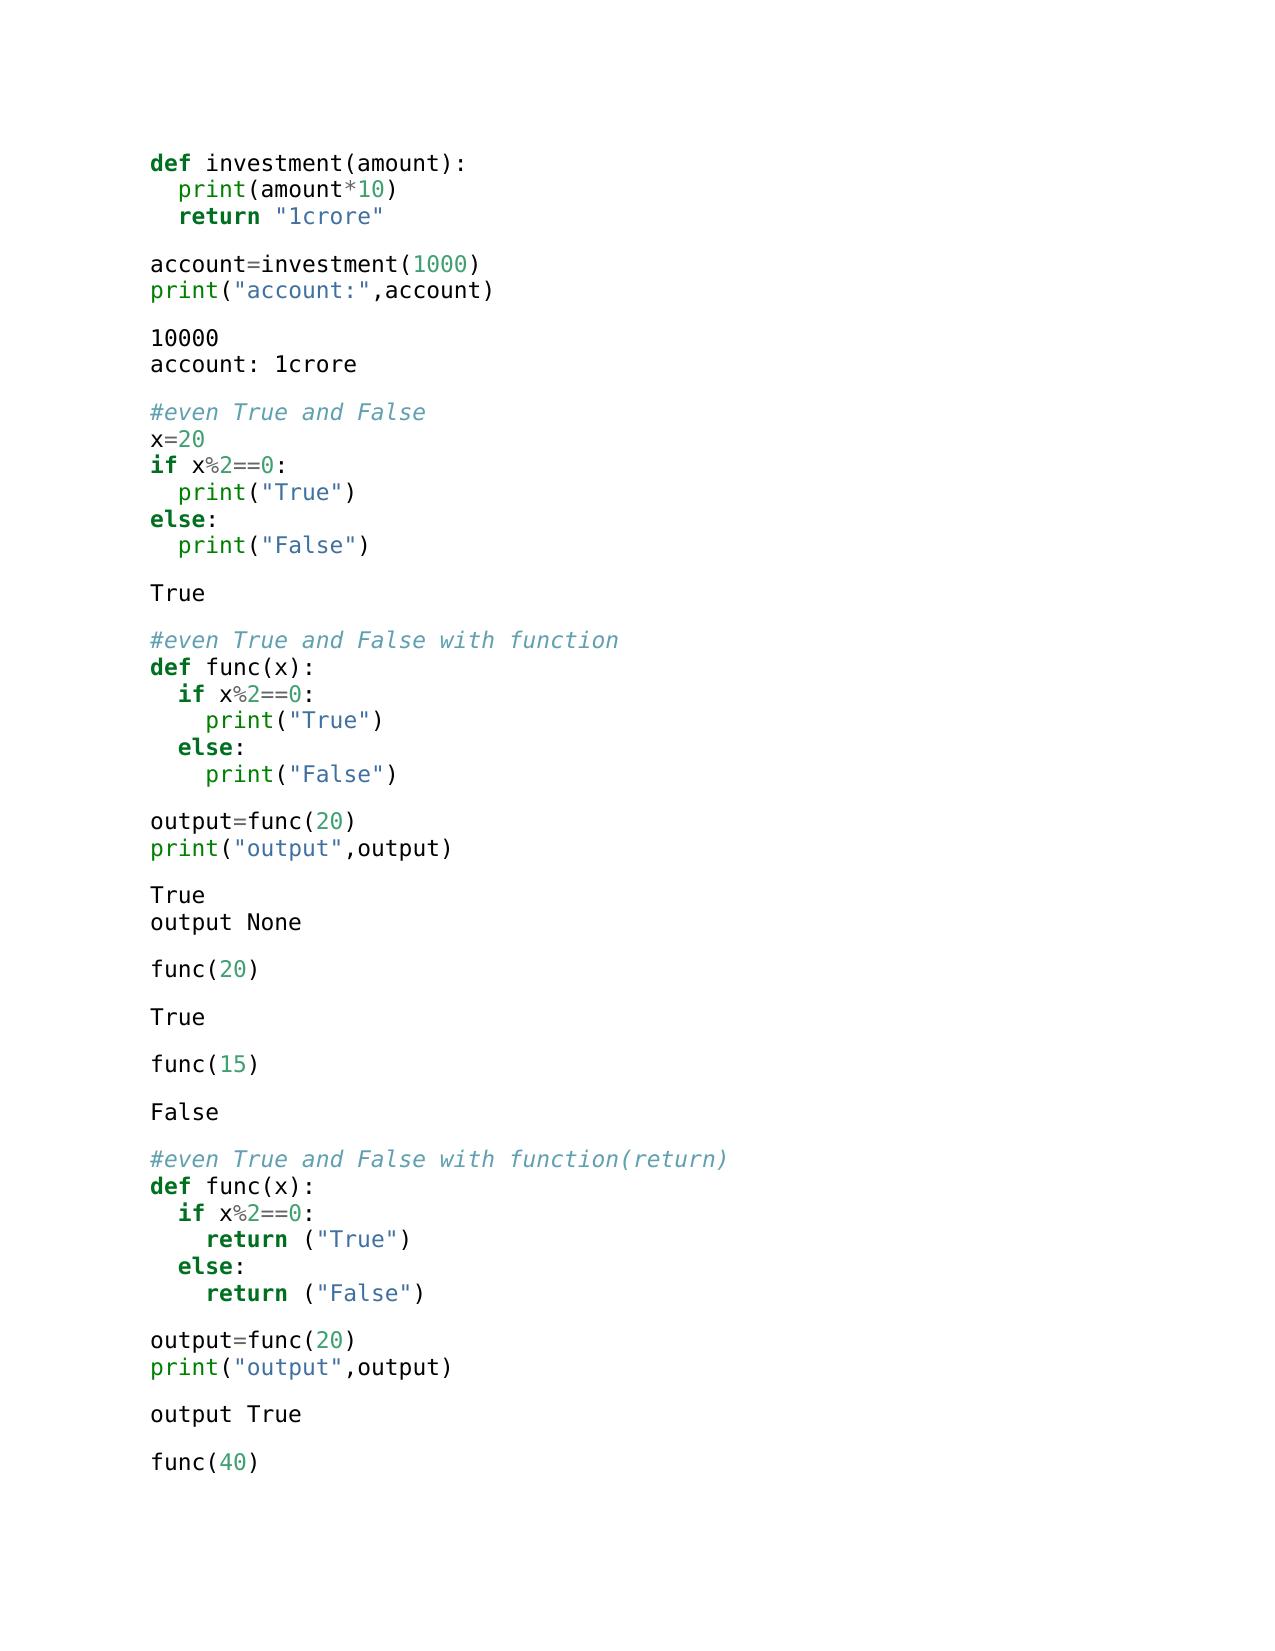 def investment(amount):
  print(amount*10)
  return "1crore"
account=investment(1000)
print("account:",account)
10000
account: 1crore
#even True and False
x=20
if x%2==0:
  print("True")
else:
  print("False")
True
#even True and False with function
def func(x):
  if x%2==0:
    print("True")
  else:
    print("False")
output=func(20)
print("output",output)
True
output None
func(20)
True
func(15)
False
#even True and False with function(return)
def func(x):
  if x%2==0:
    return ("True")
  else:
    return ("False")
output=func(20)
print("output",output)
output True
func(40)